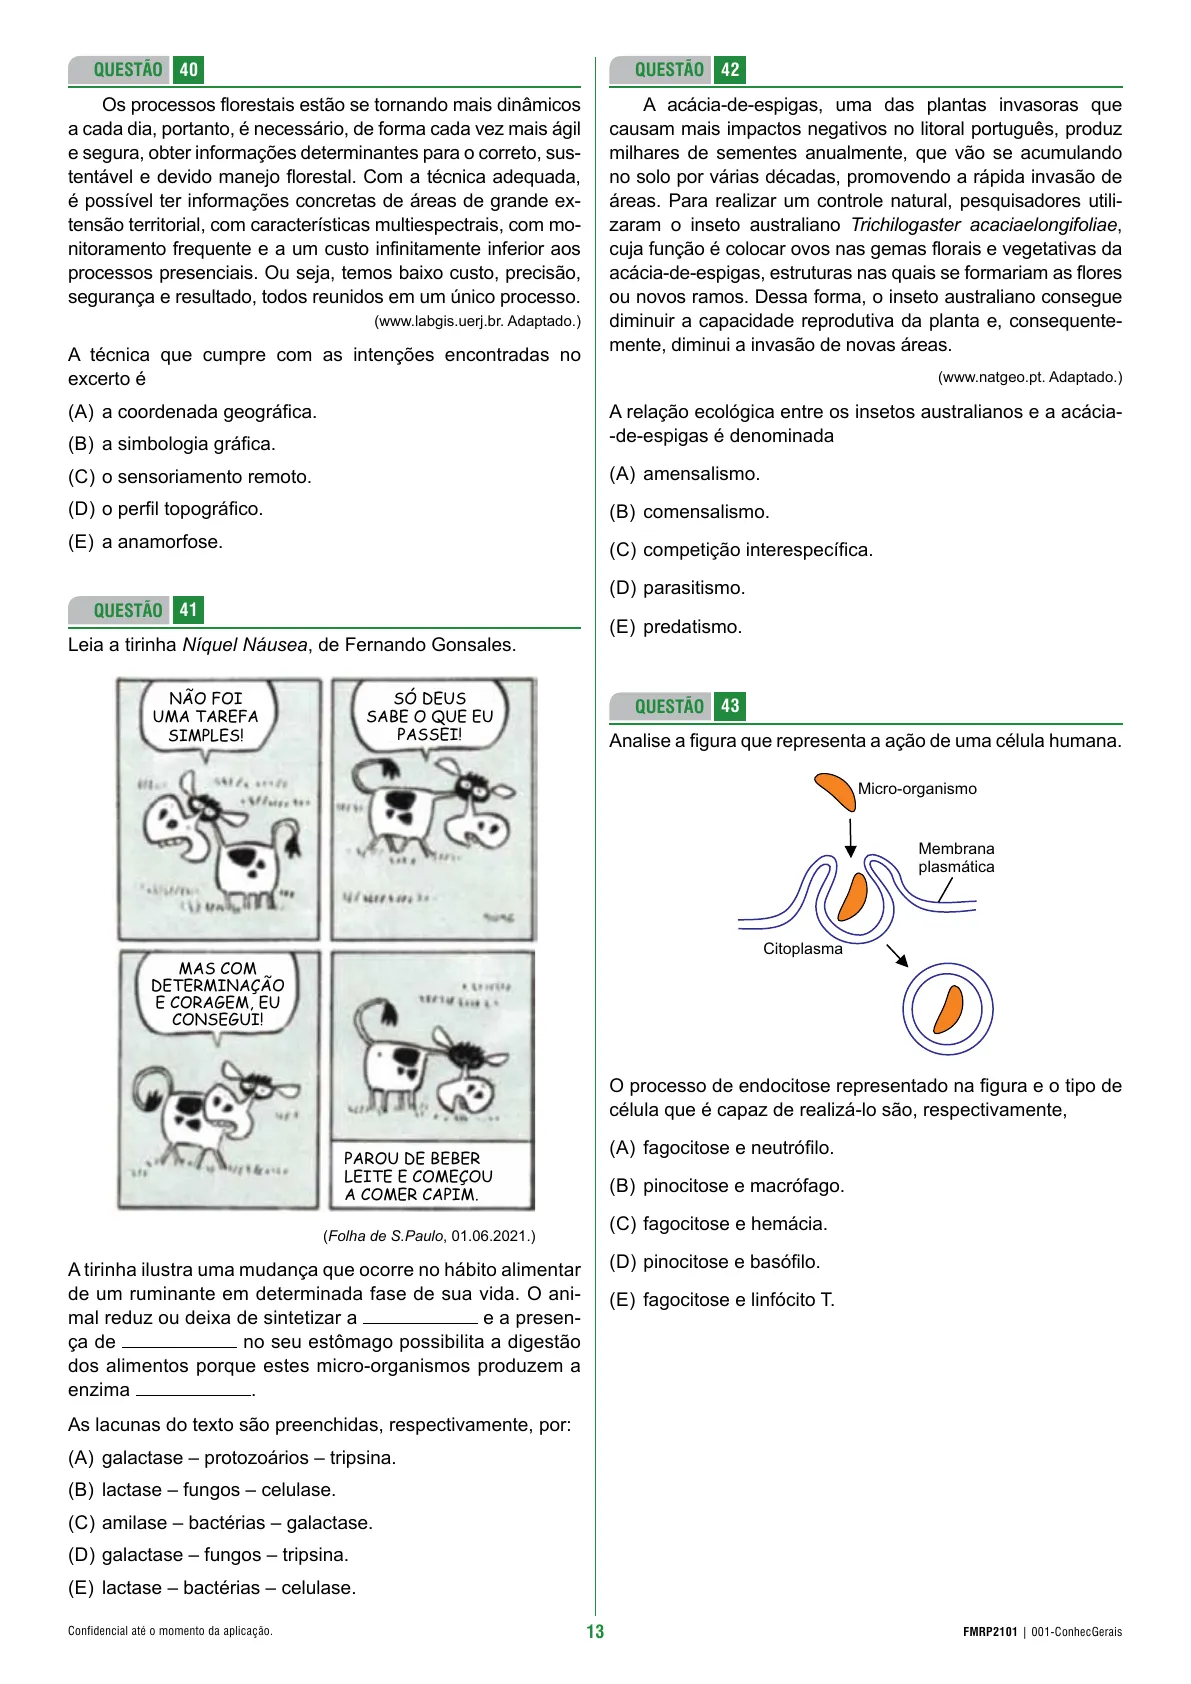 QUESTÃO 40
Os processos florestais estão se tornando mais dinâmicos
a cada dia, portanto, é necessário, de forma cada vez mais ágil
e segura, obter informações determinantes para o correto, sus-
tentável e devido manejo florestal. Com a técnica adequada,
é possível ter informações concretas de áreas de grande ex-
tensão territorial, com características multiespectrais, com mo-
nitoramento frequente e a um custo infinitamente inferior aos
processos presenciais. Ou seja, temos baixo custo, precisão,
segurança e resultado, todos reunidos em um único processo.
(www.labgis.uerj.br. Adaptado.)
A técnica que cumpre com as intenções encontradas no
excerto é
(A) a coordenada geográfica.
(B) a simbologia gráfica.
(C) o sensoriamento remoto.
(D) o perfil topográfico.
(E) a anamorfose.
QUESTÃO 41
Leia a tirinha Níquel Náusea, de Fernando Gonsales.
NÃO FOI
UMA TAREFA
SIMPLES!
SÓ DEUS
SABE O QUE EU
PASSEI!
MAS COM
DETERMINAÇÃO
E CORAGEM, EU
CONSEGUI!
PAROU DE BEBER
LEITE E COMEÇOU
A COMER CAPIM.
(Folha de S.Paulo, 01.06.2021.)
A tirinha ilustra uma mudança que ocorre no hábito alimentar
de um ruminante em determinada fase de sua vida. O ani-
mal reduz ou deixa de sintetizar a ___________ e a presen-
ça de ___________ no seu estômago possibilita a digestão
dos alimentos porque estes micro-organismos produzem a
enzima ___________.
As lacunas do texto são preenchidas, respectivamente, por:
(A) galactase – protozoários – tripsina.
(B) lactase – fungos – celulase.
(C) amilase – bactérias – galactase.
(D) galactase – fungos – tripsina.
(E) lactase – bactérias – celulase.
QUESTÃO 42
A acácia-de-espigas, uma das plantas invasoras que
causam mais impactos negativos no litoral português, produz
milhares de sementes anualmente, que vão se acumulando
no solo por várias décadas, promovendo a rápida invasão de
áreas. Para realizar um controle natural, pesquisadores utili-
zaram o inseto australiano Trichilogaster acaciaelongifoliae,
cuja função é colocar ovos nas gemas florais e vegetativas da
acácia-de-espigas, estruturas nas quais se formariam as flores
ou novos ramos. Dessa forma, o inseto australiano consegue
diminuir a capacidade reprodutiva da planta e, consequente-
mente, diminui a invasão de novas áreas.
(www.natgeo.pt. Adaptado.)
A relação ecológica entre os insetos australianos e a acácia-
-de-espigas é denominada
(A) amensalismo.
(B) comensalismo.
(C) competição interespecífica.
(D) parasitismo.
(E) predatismo.
QUESTÃO 43
Analise a figura que representa a ação de uma célula humana.
Micro-organismo
Membrana
plasmática
Citoplasma
O processo de endocitose representado na figura e o tipo de
célula que é capaz de realizá-lo são, respectivamente,
(A) fagocitose e neutrófilo.
(B) pinocitose e macrófago.
(C) fagocitose e hemácia.
(D) pinocitose e basófilo.
(E) fagocitose e linfócito T.
Confidencial até o momento da aplicação.
13
FMRP2101 | 001-ConhecGerais